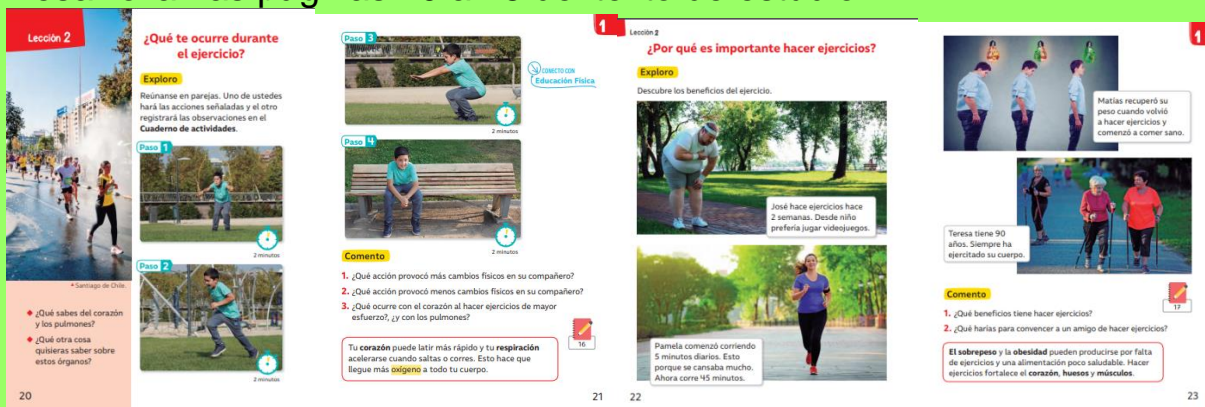 Lección 2
¿Qué te ocurre durante
el ejercicio?
Exploro
Reúnanse en parejas. Uno de ustedes
hará las acciones señaladas y el otro
registrará las observaciones en el
Cuaderno de actividades.
Paso 1
2 minutos
Paso 2
2 minutos
• Santiago de Chile.
¿Qué sabes del corazón
y los pulmones?
¿Qué otra cosa
quisieras saber sobre
estos órganos?
20
1
Paso 3
CONECTO CON
Educación Física
2 minutos
Paso 4
2 minutos
Comento
1. ¿Qué acción provocó más cambios físicos en su compañero?
2. ¿Qué acción provocó menos cambios físicos en su compañero?
3. ¿Qué ocurre con el corazón al hacer ejercicios de mayor
esfuerzo?, ¿y con los pulmones?
16
Tu corazón puede latir más rápido y tu respiración
acelerarse cuando saltas o corres. Esto hace que
llegue más oxígeno a todo tu cuerpo.
21
Lección 2
¿Por qué es importante hacer ejercicios?
Exploro
Descubre los beneficios del ejercicio.
José hace ejercicios hace
2 semanas. Desde niño
prefería jugar videojuegos.
Pamela comenzó corriendo
5 minutos diarios. Esto
porque se cansaba mucho.
Ahora corre 45 minutos.
22
1
Matías recuperó su
peso cuando volvió
a hacer ejercicios y
comenzó a comer sano.
Teresa tiene 90
años. Siempre ha
ejercitado su cuerpo.
Comento
17
1. ¿Qué beneficios tiene hacer ejercicios?
2. ¿Qué harías para convencer a un amigo de hacer ejercicios?
El sobrepeso y la obesidad pueden producirse por falta
de ejercicios y una alimentación poco saludable. Hacer
ejercicios fortalece el corazón, huesos y músculos.
23